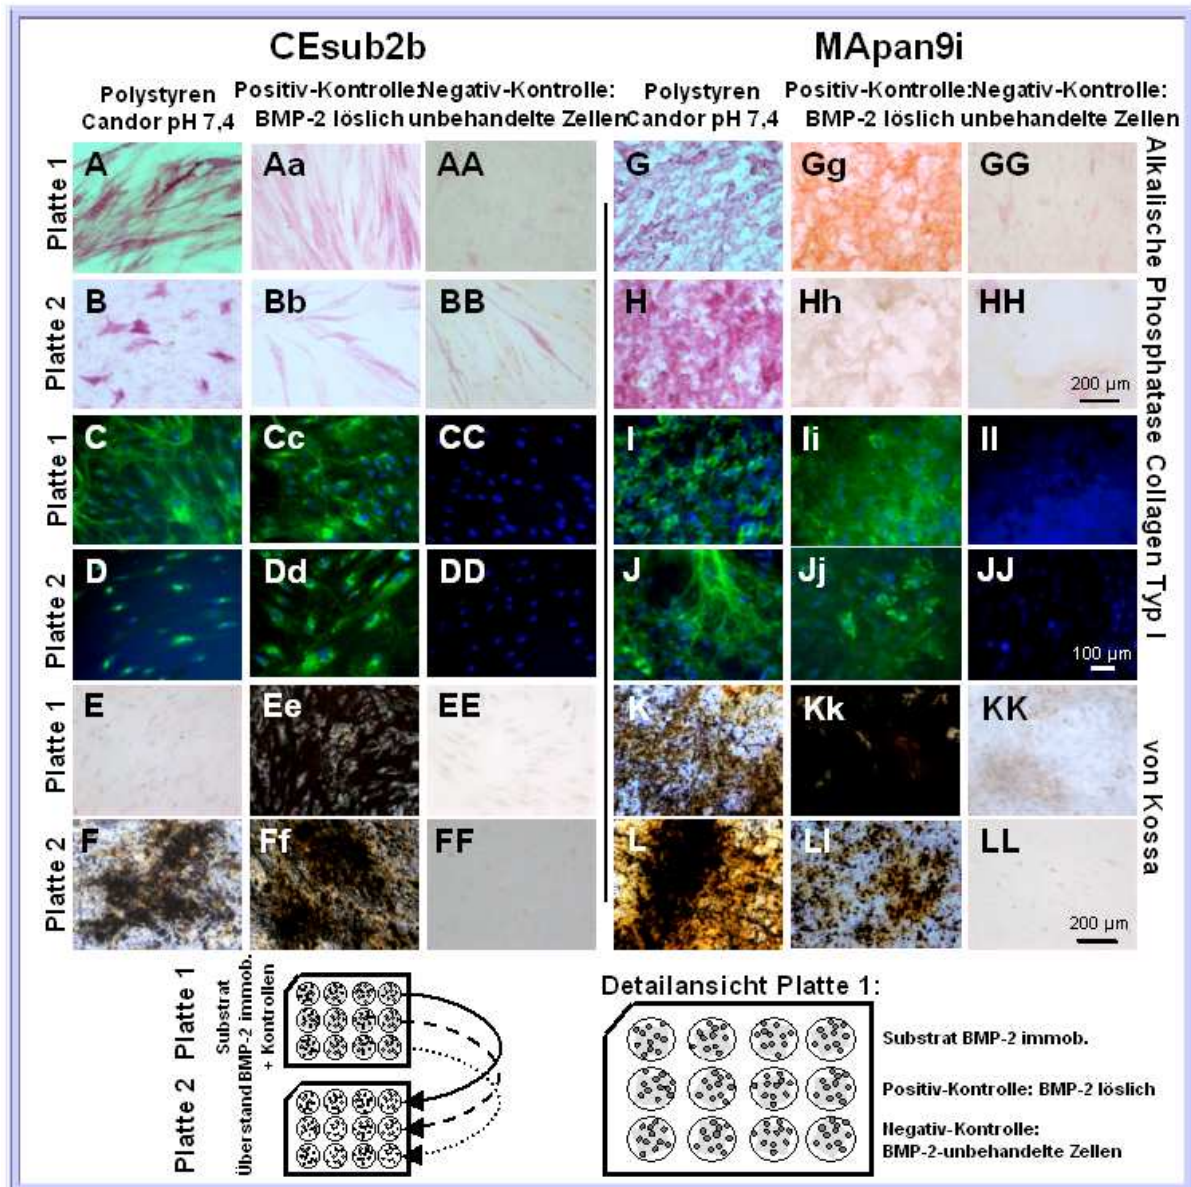 CEsub2b
MApan9i
Polystyren
Candor pH 7,4
Positiv-Kontrolle:
BMP-2 löslich
Negativ-Kontrolle:
unbehandelte Zellen
Polystyren
Candor pH 7,4
Positiv-Kontrolle:
BMP-2 löslich
Negativ-Kontrolle:
unbehandelte Zellen
Platte 1
A
Aa
AA
G
Gg
GG
Platte 2
B
Bb
BB
H
Hh
HH
200 µm
Alkalische Phosphatase
Platte 1
C
Cc
CC
I
Ii
II
Platte 2
D
Dd
DD
J
Jj
JJ
100 µm
Collagen Typ I
Platte 1
E
Ee
EE
K
Kk
KK
Platte 2
F
Ff
FF
L
Ll
LL
200 µm
von Kossa
Platte 1
Substrat
+ Kontrollen
Platte 2
Überstand BMP-2 immob.
Detailansicht Platte 1:
Substrat BMP-2 immob.
Positiv-Kontrolle: BMP-2 löslich
Negativ-Kontrolle:
BMP-2-unbehandelte Zellen